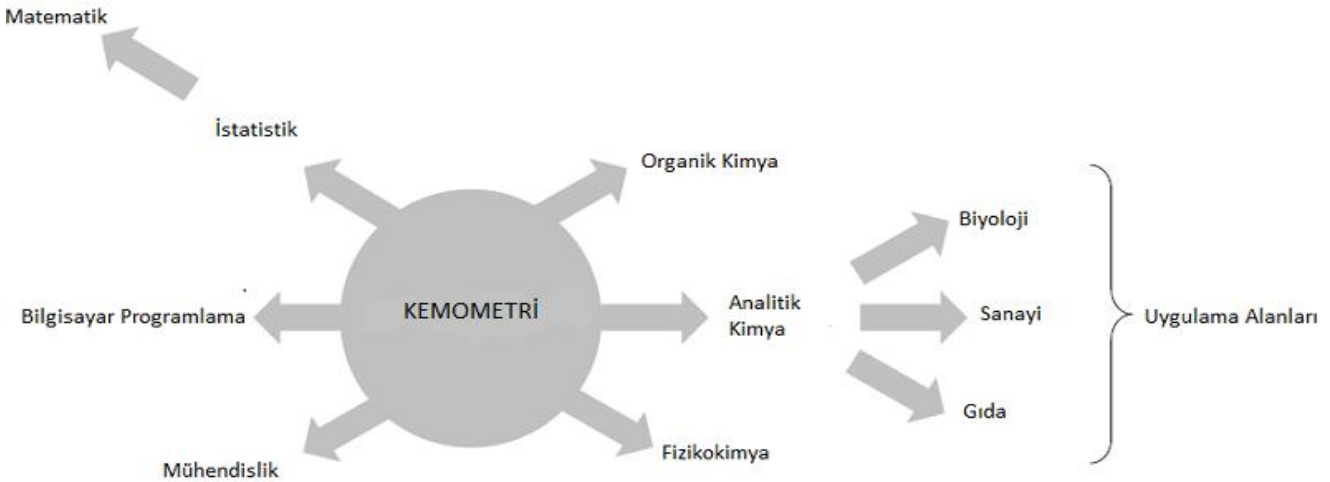 Matematik
İstatistik
Organik Kimya
Biyoloji
Bilgisayar Programlama
KEMOMETRİ
Analitik
Kimya
Sanayi
Uygulama Alanları
Gıda
Mühendislik
Fizikokimya